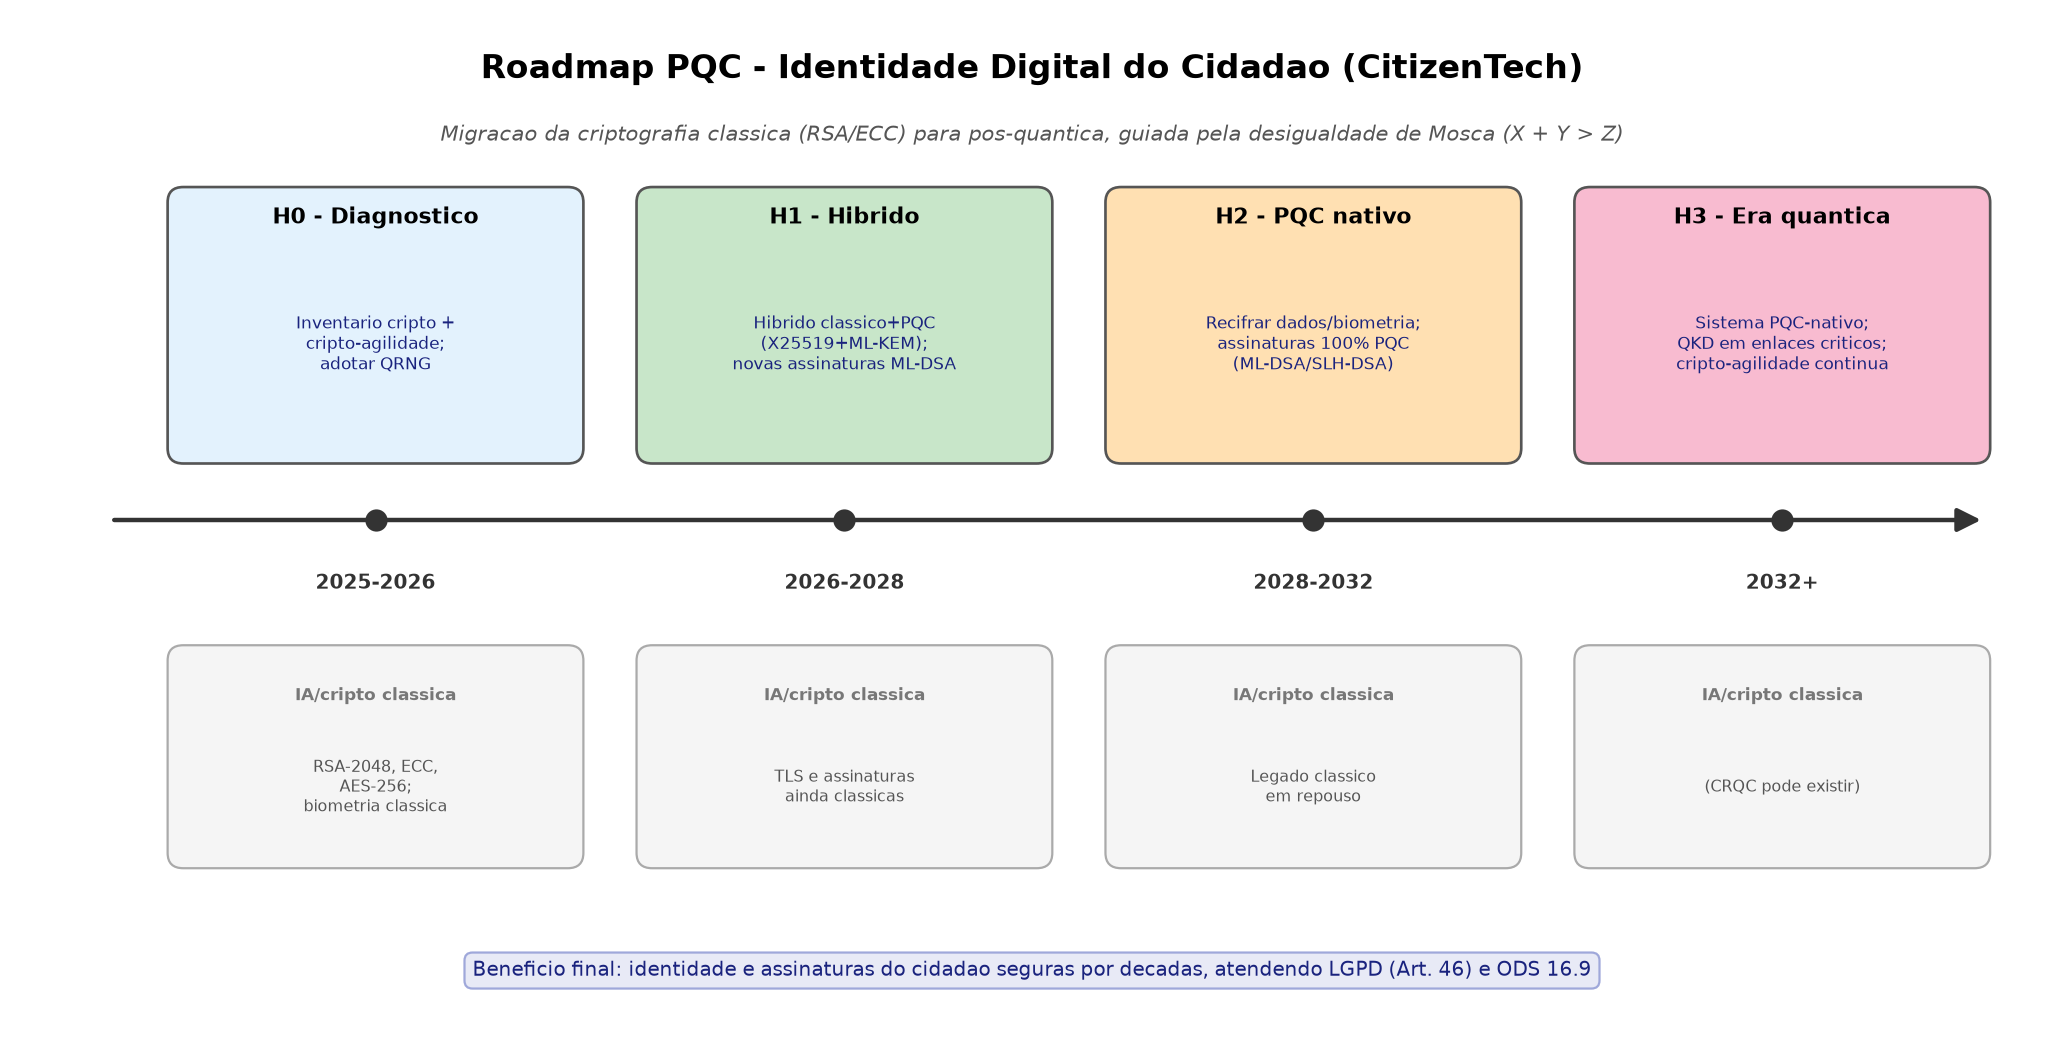 Roadmap PQC - Identidade Digital do Cidadao (CitizenTech)
Migracao da criptografia classica (RSA/ECC) para pos-quantica, guiada pela desigualdade de Mosca (X + Y > Z)
H0 - Diagnostico
Inventario cripto +
cripto-agilidade;
adotar QRNG
H1 - Hibrido
Hibrido classico+PQC
(X25519+ML-KEM);
novas assinaturas ML-DSA
H2 - PQC nativo
Recifrar dados/biometria;
assinaturas 100% PQC
(ML-DSA/SLH-DSA)
H3 - Era quantica
Sistema PQC-nativo;
QKD em enlaces criticos;
cripto-agilidade continua
2025-2026
2026-2028
2028-2032
2032+
IA/cripto classica
RSA-2048, ECC,
AES-256;
biometria classica
IA/cripto classica
TLS e assinaturas
ainda classicas
IA/cripto classica
Legado classico
em repouso
IA/cripto classica
(CRQC pode existir)
Beneficio final: identidade e assinaturas do cidadao seguras por decadas, atendendo LGPD (Art. 46) e ODS 16.9